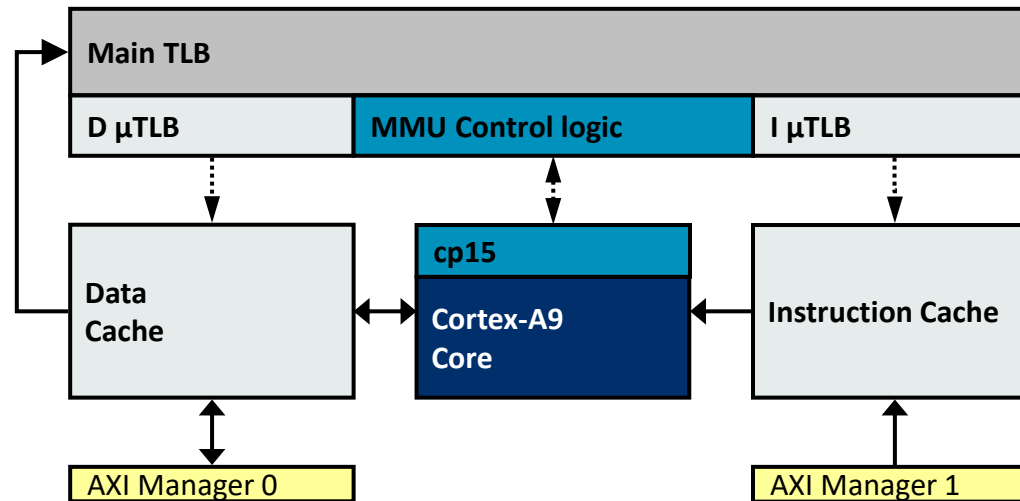 Main TLB
D µTLB
MMU Control logic
I µTLB
cp15
Data
Cache
Cortex-A9
Core
Instruction Cache
AXI Manager 0
AXI Manager 1